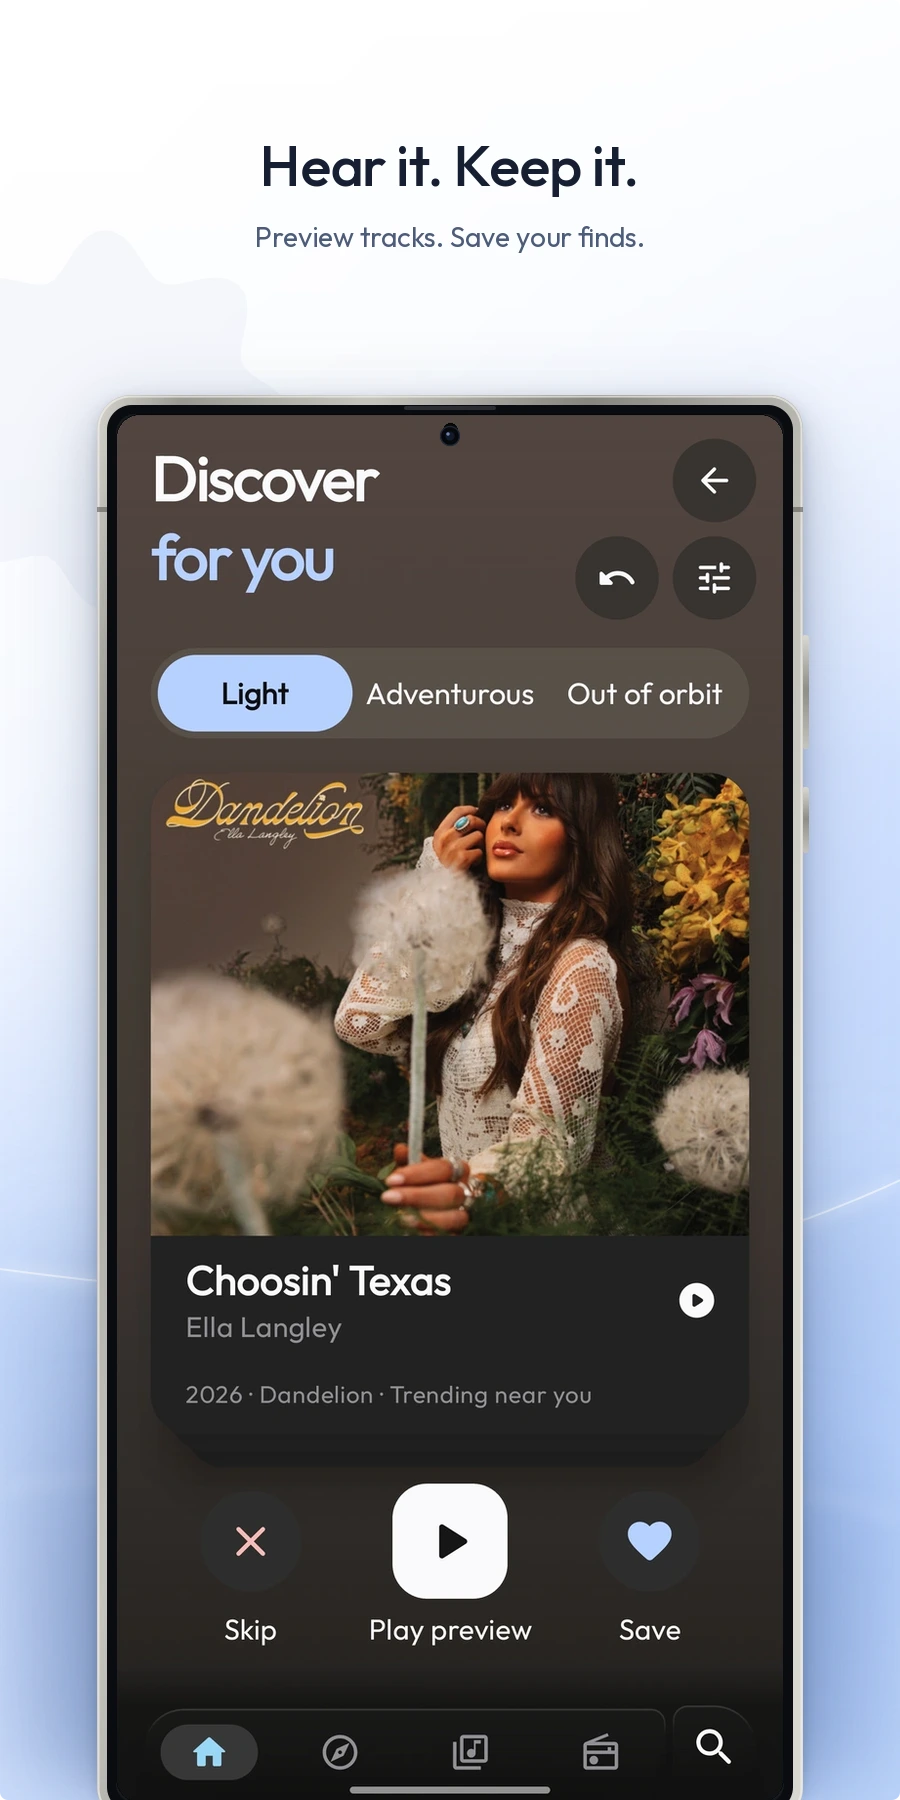 Hear it. Keep it.
Preview tracks. Save your finds.
Discover
for you
Light Adventurous Out of orbit
Dandelion
Ella Langley
Choosin' Texas
Ella Langley
2026 · Dandelion · Trending near you
Skip Play preview Save